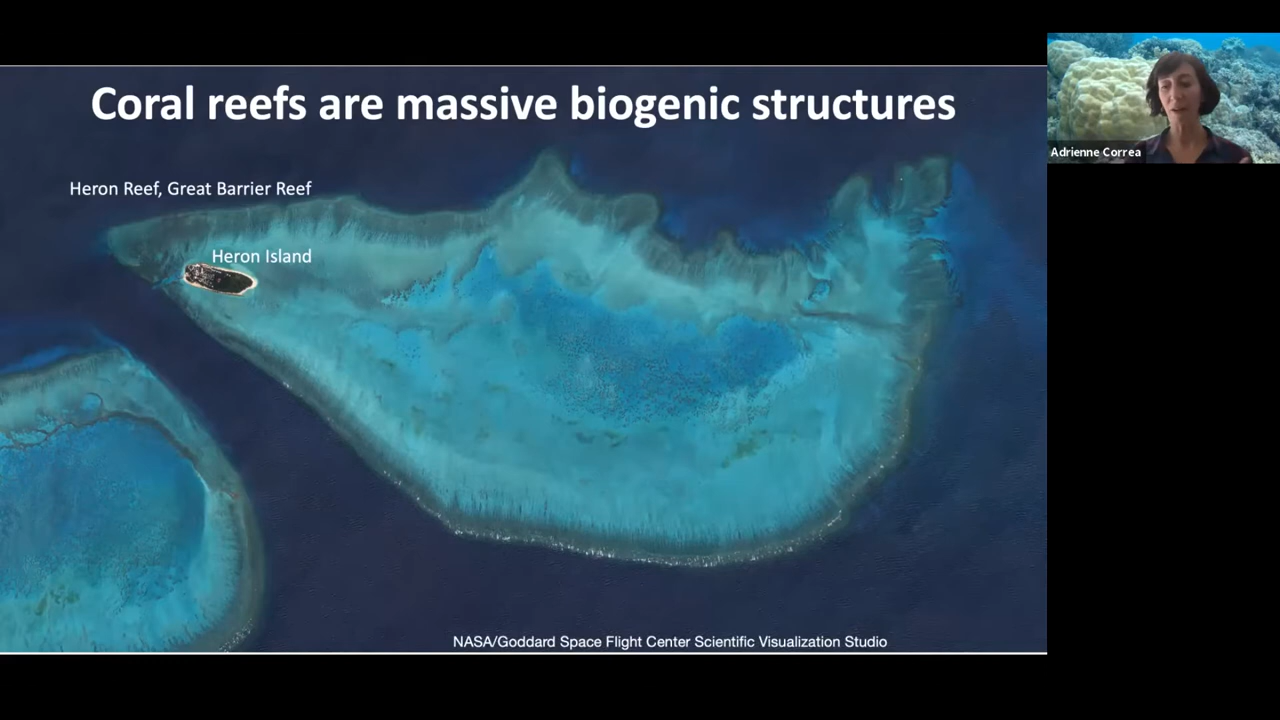 Coral reefs are massive biogenic structures
Adrienne Correa
Heron Reef, Great Barrier Reef
Heron Island
NASA/Goddard Space Flight Center Scientific Visualization Studio